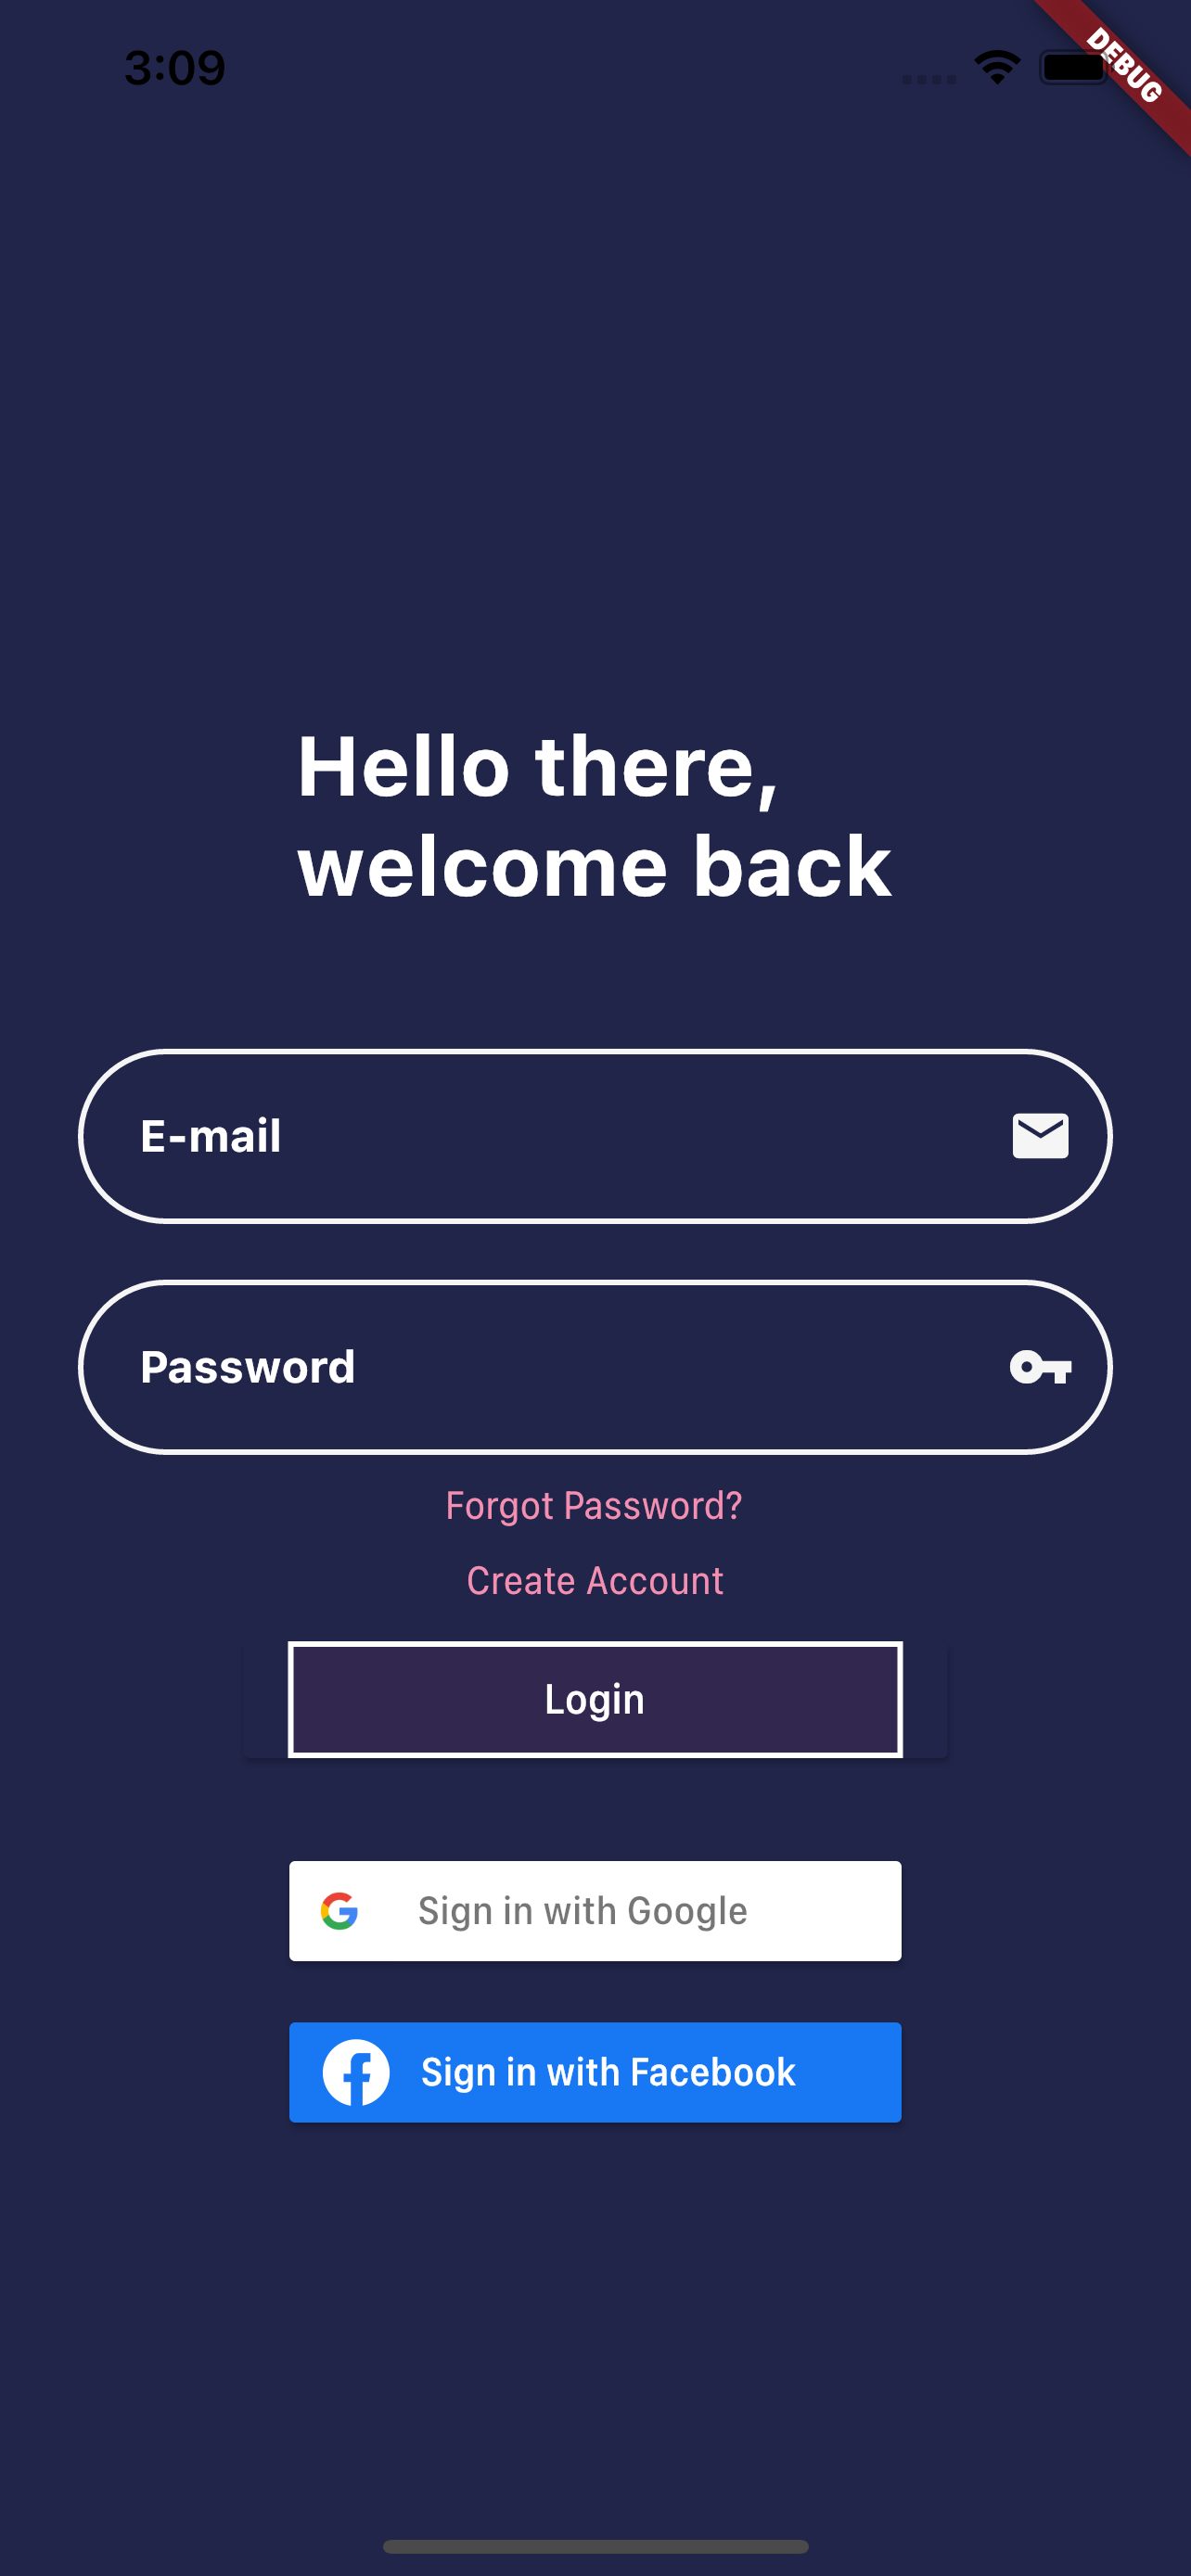 3:09
DEBUG
Hello there,
welcome back
E-mail
Password
Forgot Password?
Create Account
Login
Sign in with Google
Sign in with Facebook